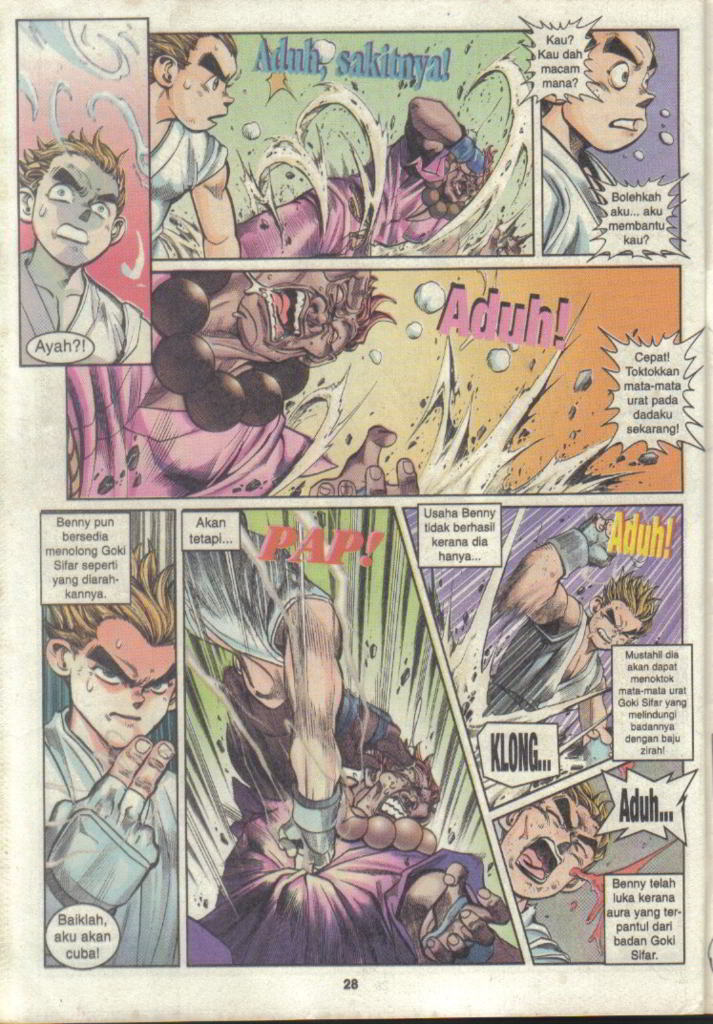 Ayah?!
Aduh, sakitnya!
Kau?
Kau dah
macam
mana?
Bolehkah
aku... aku
membantu
kau?
Aduh!
Cepat!
Toktokkan
mata-mata
urat pada
dadaku
sekarang!
Benny pun
bersedia
menolong Goki
Sifar seperti
yang diarah-
kannya.
Baiklah,
aku akan
cuba!
Akan
tetapi...
PAP!
Usaha Benny
tidak berhasil
kerana dia
hanya...
Aduh!
Mustahil dia
akan dapat
menoktok
mata-mata urat
Goki Sifar yang
melindungi
badannya
dengan baju
zirah!
KLONG...
Aduh...
Benny telah
luka kerana
aura yang ter-
pantul dari
badan Goki
Sifar.
28